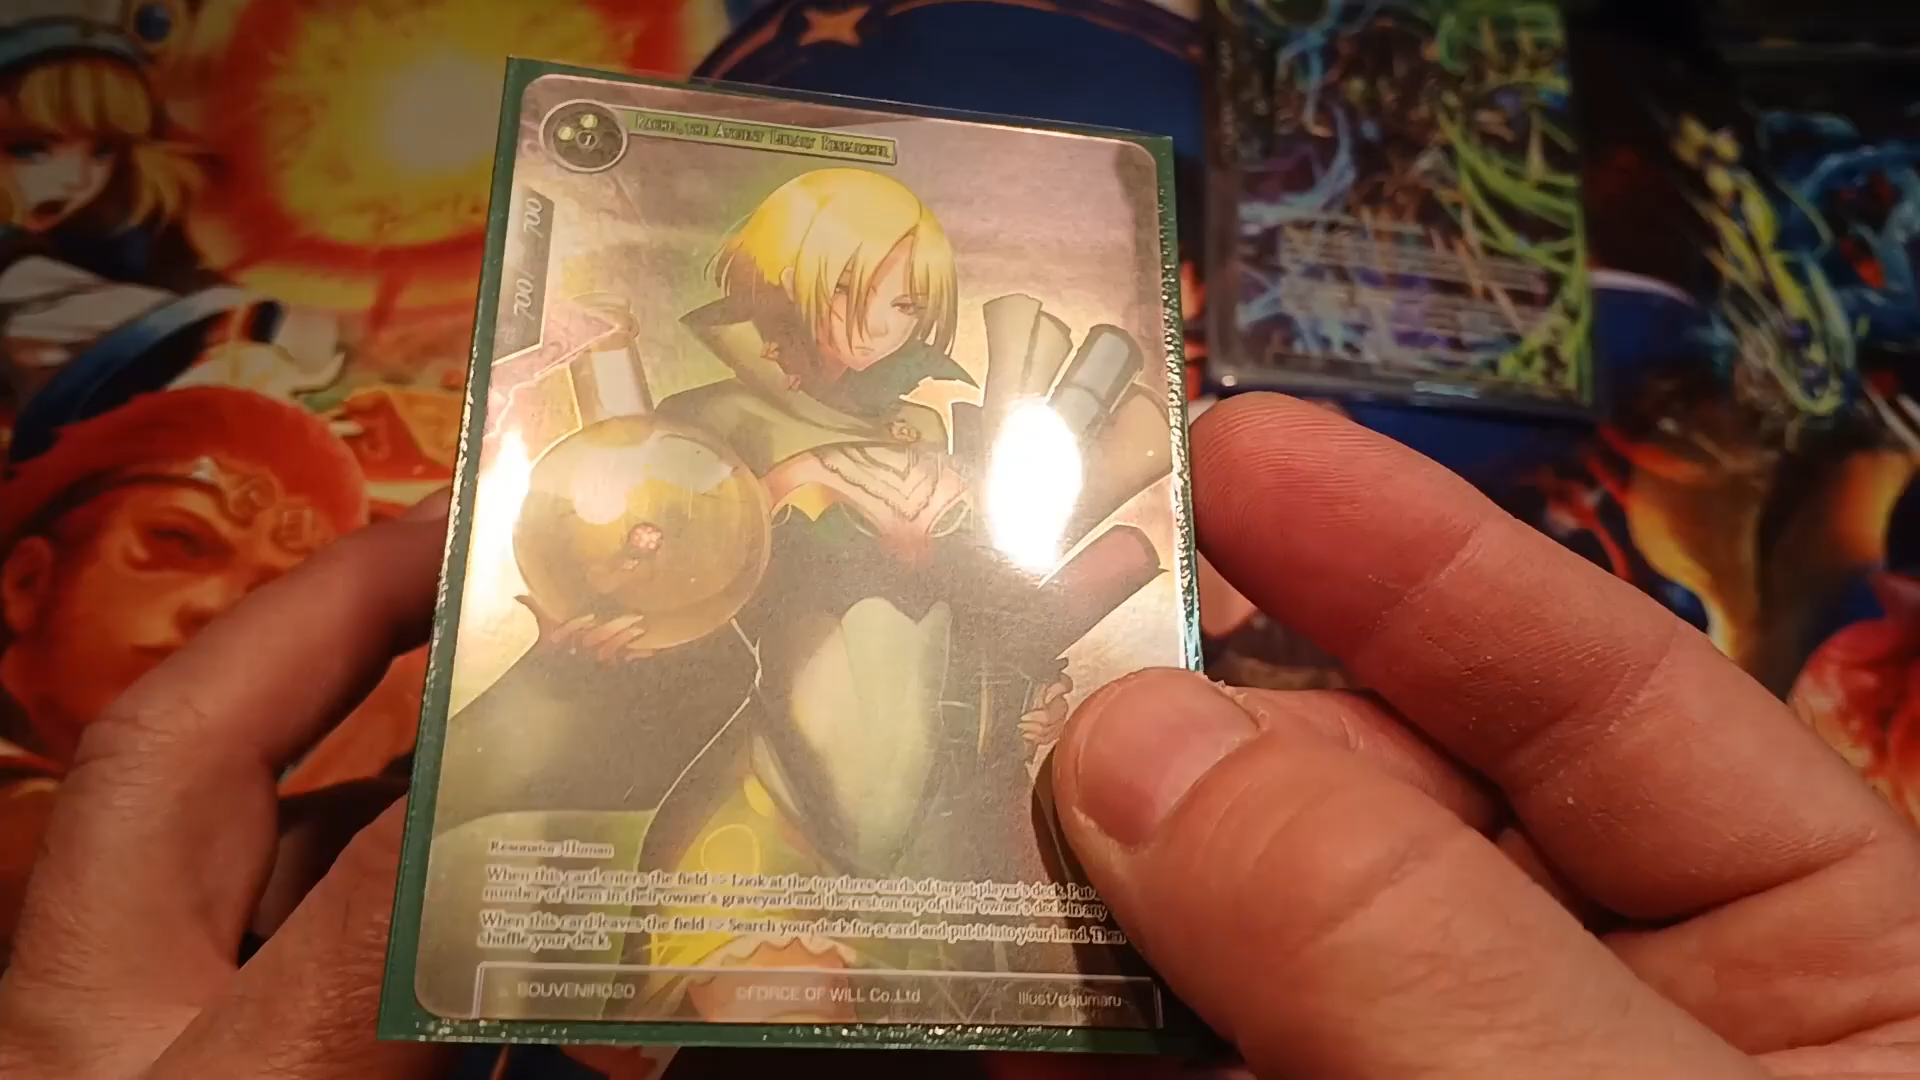 Rachel, the Ancient Library Researcher
700 / 700
Resonator: Human
When this card enters the field => Look at the top three cards of target player's deck. Put
number of them in their owner's graveyard and the rest on top of their owner's deck in any
When this card leaves the field => Search your deck for a card and put it into your hand. Then
shuffle your deck.
SOUVENIR020 ©FORCE OF WILL Co.,Ltd Illust/gajumaru